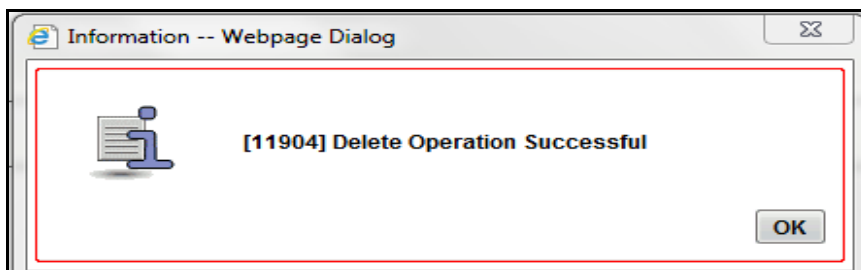 Information -- Webpage Dialog
[11904] Delete Operation Successful
OK